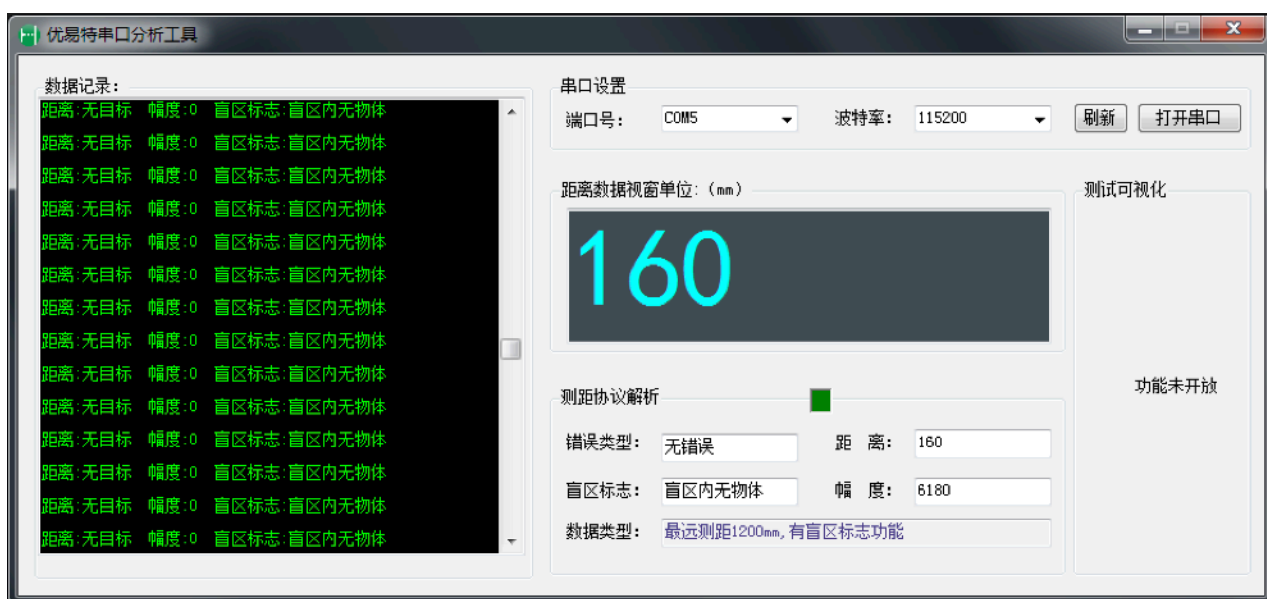 优易特串口分析工具
数据记录：
距离:无目标 幅度:0 盲区标志:盲区内无物体
距离:无目标 幅度:0 盲区标志:盲区内无物体
距离:无目标 幅度:0 盲区标志:盲区内无物体
距离:无目标 幅度:0 盲区标志:盲区内无物体
距离:无目标 幅度:0 盲区标志:盲区内无物体
距离:无目标 幅度:0 盲区标志:盲区内无物体
距离:无目标 幅度:0 盲区标志:盲区内无物体
距离:无目标 幅度:0 盲区标志:盲区内无物体
距离:无目标 幅度:0 盲区标志:盲区内无物体
距离:无目标 幅度:0 盲区标志:盲区内无物体
距离:无目标 幅度:0 盲区标志:盲区内无物体
距离:无目标 幅度:0 盲区标志:盲区内无物体
距离:无目标 幅度:0 盲区标志:盲区内无物体
距离:无目标 幅度:0 盲区标志:盲区内无物体
串口设置
端口号： COM5 波特率： 115200 刷新 打开串口
距离数据视窗单位:（mm）
160
测距协议解析
错误类型： 无错误 距 离： 160
盲区标志： 盲区内无物体 幅 度： 6180
数据类型： 最远测距1200mm,有盲区标志功能
测试可视化
功能未开放